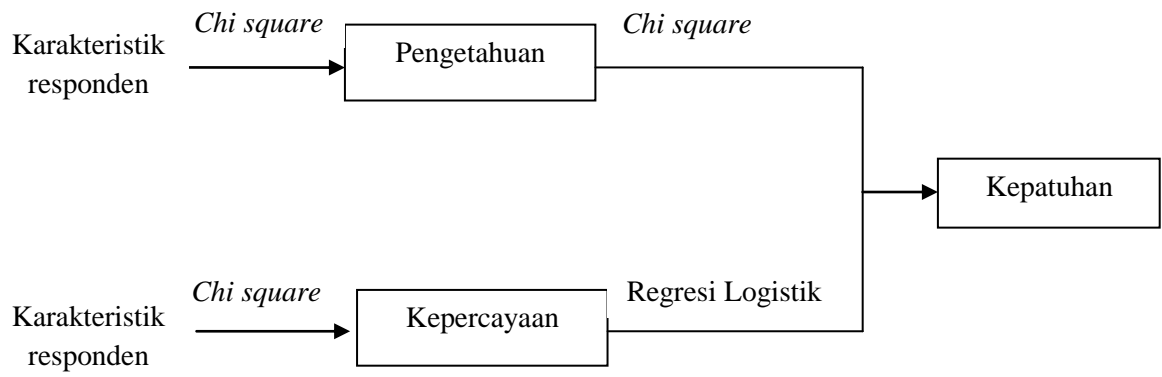 Chi square
Karakteristik
responden
Pengetahuan
Chi square
Kepatuhan
Chi square
Karakteristik
responden
Kepercayaan
Regresi Logistik